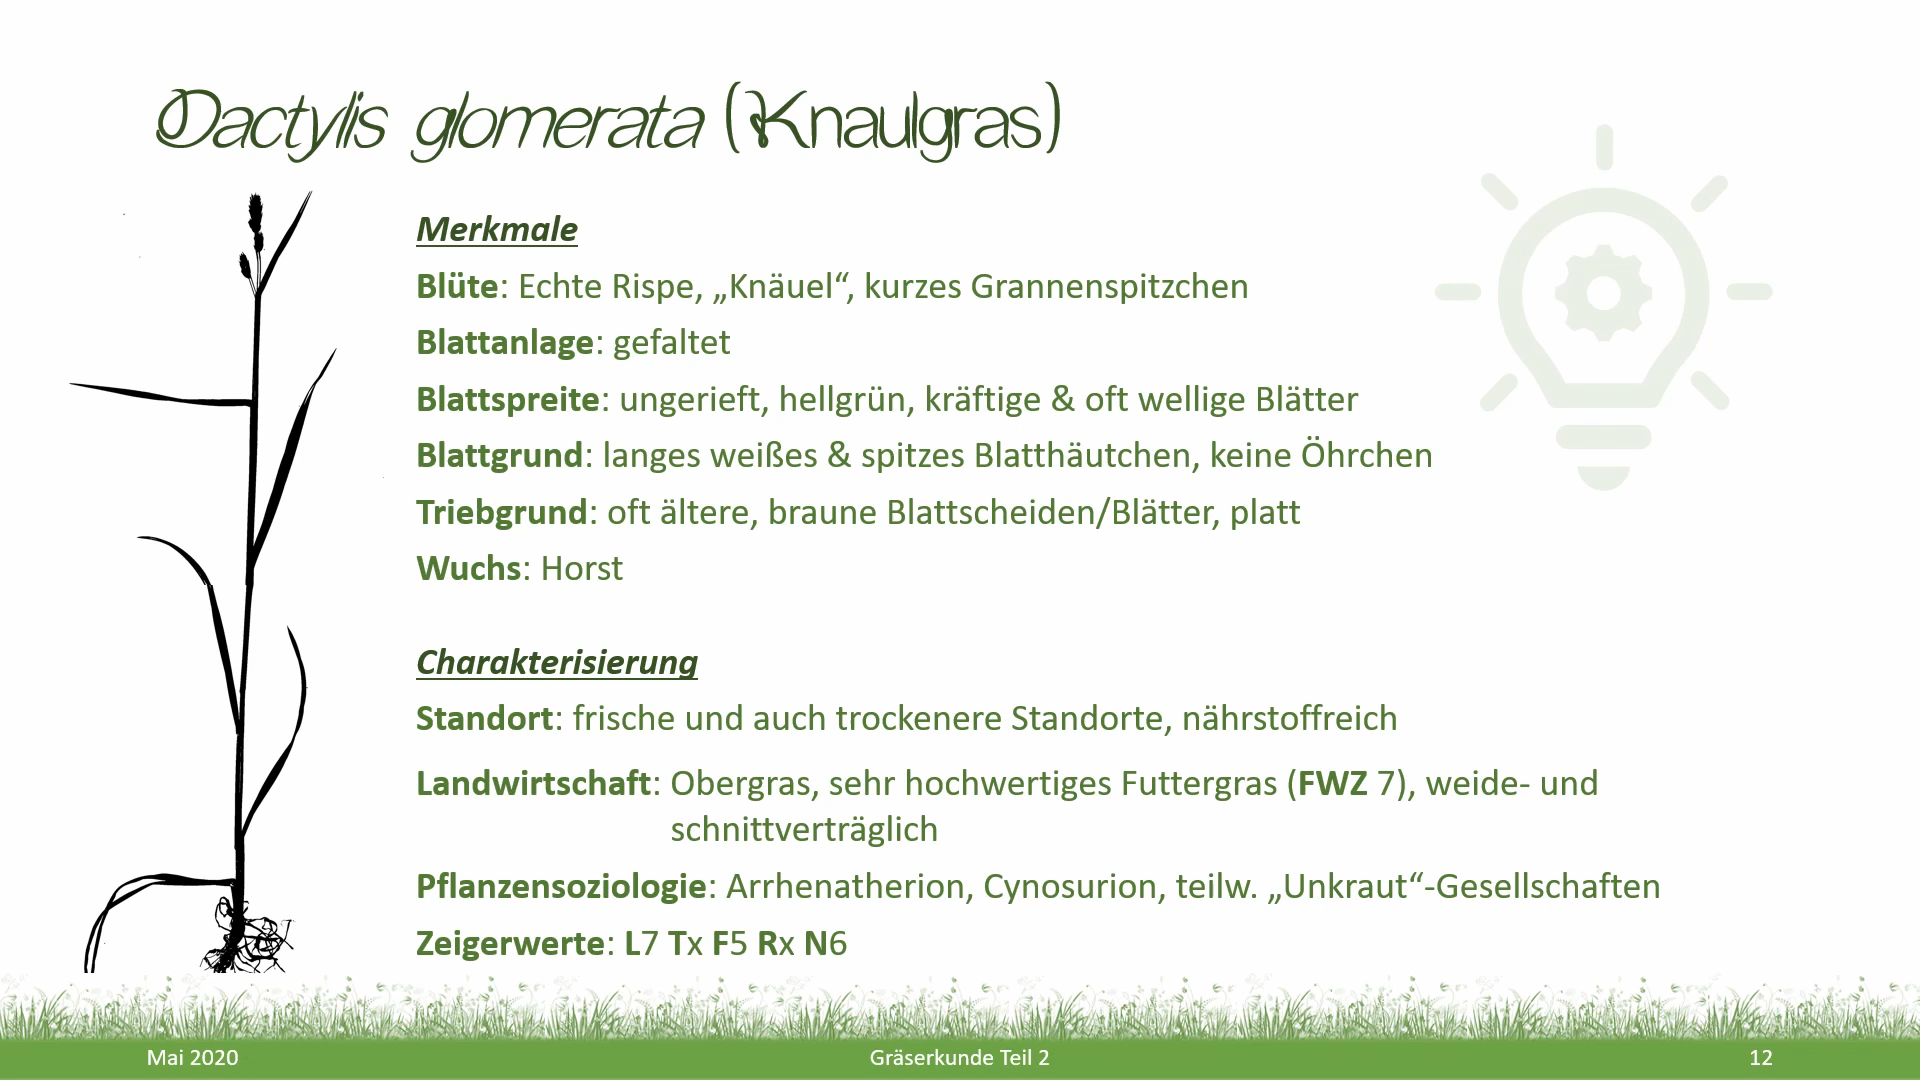 Dactylis glomerata (Knaulgras)
Merkmale
Blüte: Echte Rispe, „Knäuel“, kurzes Grannenspitzchen
Blattanlage: gefaltet
Blattspreite: ungerieft, hellgrün, kräftige & oft wellige Blätter
Blattgrund: langes weißes & spitzes Blatthäutchen, keine Öhrchen
Triebgrund: oft ältere, braune Blattscheiden/Blätter, platt
Wuchs: Horst
Charakterisierung
Standort: frische und auch trockenere Standorte, nährstoffreich
Landwirtschaft: Obergras, sehr hochwertiges Futtergras (FWZ 7), weide- und
schnittverträglich
Pflanzensoziologie: Arrhenatherion, Cynosurion, teilw. „Unkraut“-Gesellschaften
Zeigerwerte: L7 Tx F5 Rx N6
Mai 2020
Gräserkunde Teil 2
12